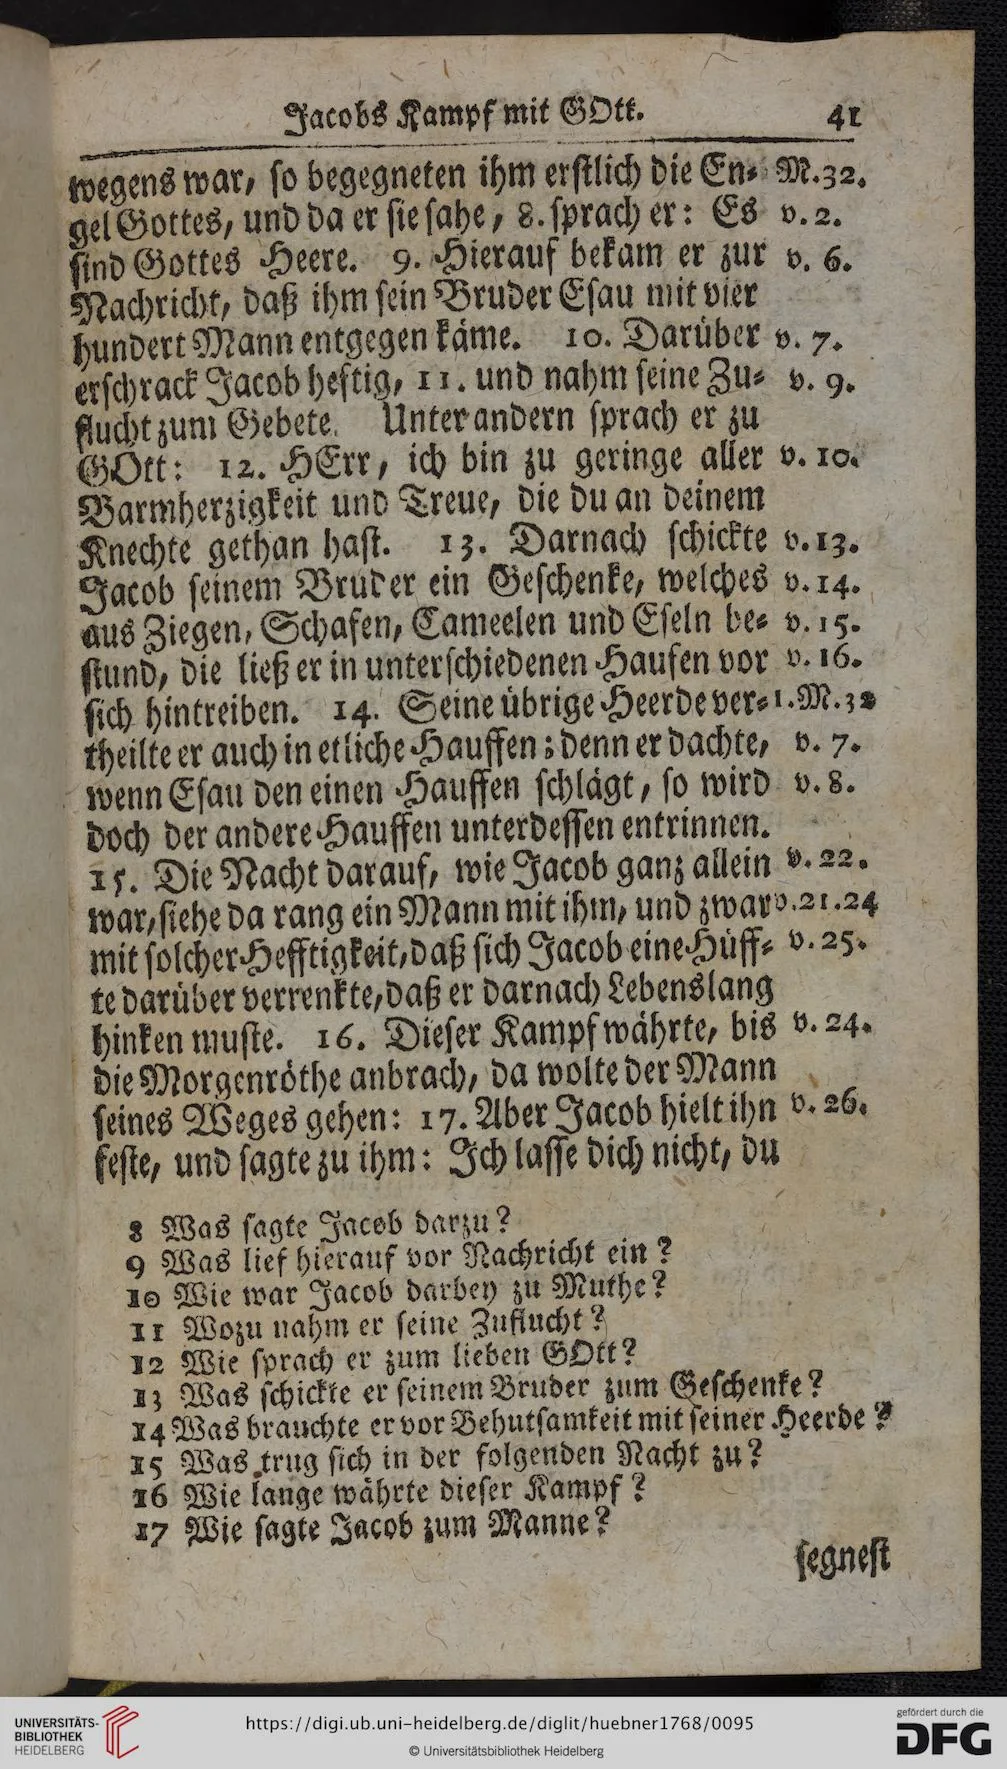 Jacobs Kampf mit GOtt. 41
wegens war, so begegneten ihm erstlich die En- M.32.
gel Gottes, und da er sie sahe, 8. sprach er: Es v. 2.
sind Gottes Heere. 9. Hierauf bekam er zur v. 6.
Nachricht, daß ihm sein Bruder Esau mit vier
hundert Mann entgegen käme. 10. Darüber v. 7.
erschrack Jacob heftig, 11. und nahm seine Zu- v. 9.
flucht zum Gebete. Unter andern sprach er zu
GOtt: 12. HErr, ich bin zu geringe aller v. 10.
Barmherzigkeit und Treue, die du an deinem
Knechte gethan hast. 13. Darnach schickte v. 13.
Jacob seinem Bruder ein Geschenke, welches v. 14.
aus Ziegen, Schafen, Cameelen und Eseln be- v. 15.
stund, die ließ er in unterschiedenen Haufen vor v. 16.
sich hintreiben. 14. Seine übrige Heerde ver- 1. M. 32
theilte er auch in etliche Hauffen; denn er dachte, v. 7.
wenn Esau den einen Hauffen schlägt, so wird v. 8.
doch der andere Hauffen unterdessen entrinnen.
15. Die Nacht darauf, wie Jacob ganz allein v. 22.
war, siehe da rang ein Mann mit ihm, und zwar v. 21. 24
mit solcher Hefftigkeit, daß sich Jacob eine Hüff- v. 25.
te darüber verrenkte, daß er darnach Lebenslang
hinken muste. 16. Dieser Kampf währte, bis v. 24.
die Morgenröthe anbrach, da wolte der Mann
seines Weges gehen: 17. Aber Jacob hielt ihn v. 26.
feste, und sagte zu ihm: Ich lasse dich nicht, du
8 Was sagte Jacob darzu?
9 Was lief hierauf vor Nachricht ein?
10 Wie war Jacob darbey zu Muthe?
11 Wozu nahm er seine Zuflucht?
12 Wie sprach er zum lieben GOtt?
13 Was schickte er seinem Bruder zum Geschenke?
14 Was brauchte er vor Behutsamkeit mit seiner Heerde?
15 Was trug sich in der folgenden Nacht zu?
16 Wie lange währte dieser Kampf?
17 Wie sagte Jacob zum Manne?
segnest
UNIVERSITÄTS-
BIBLIOTHEK
HEIDELBERG
https://digi.ub.uni-heidelberg.de/diglit/huebner1768/0095
© Universitätsbibliothek Heidelberg
gefördert durch die
DFG